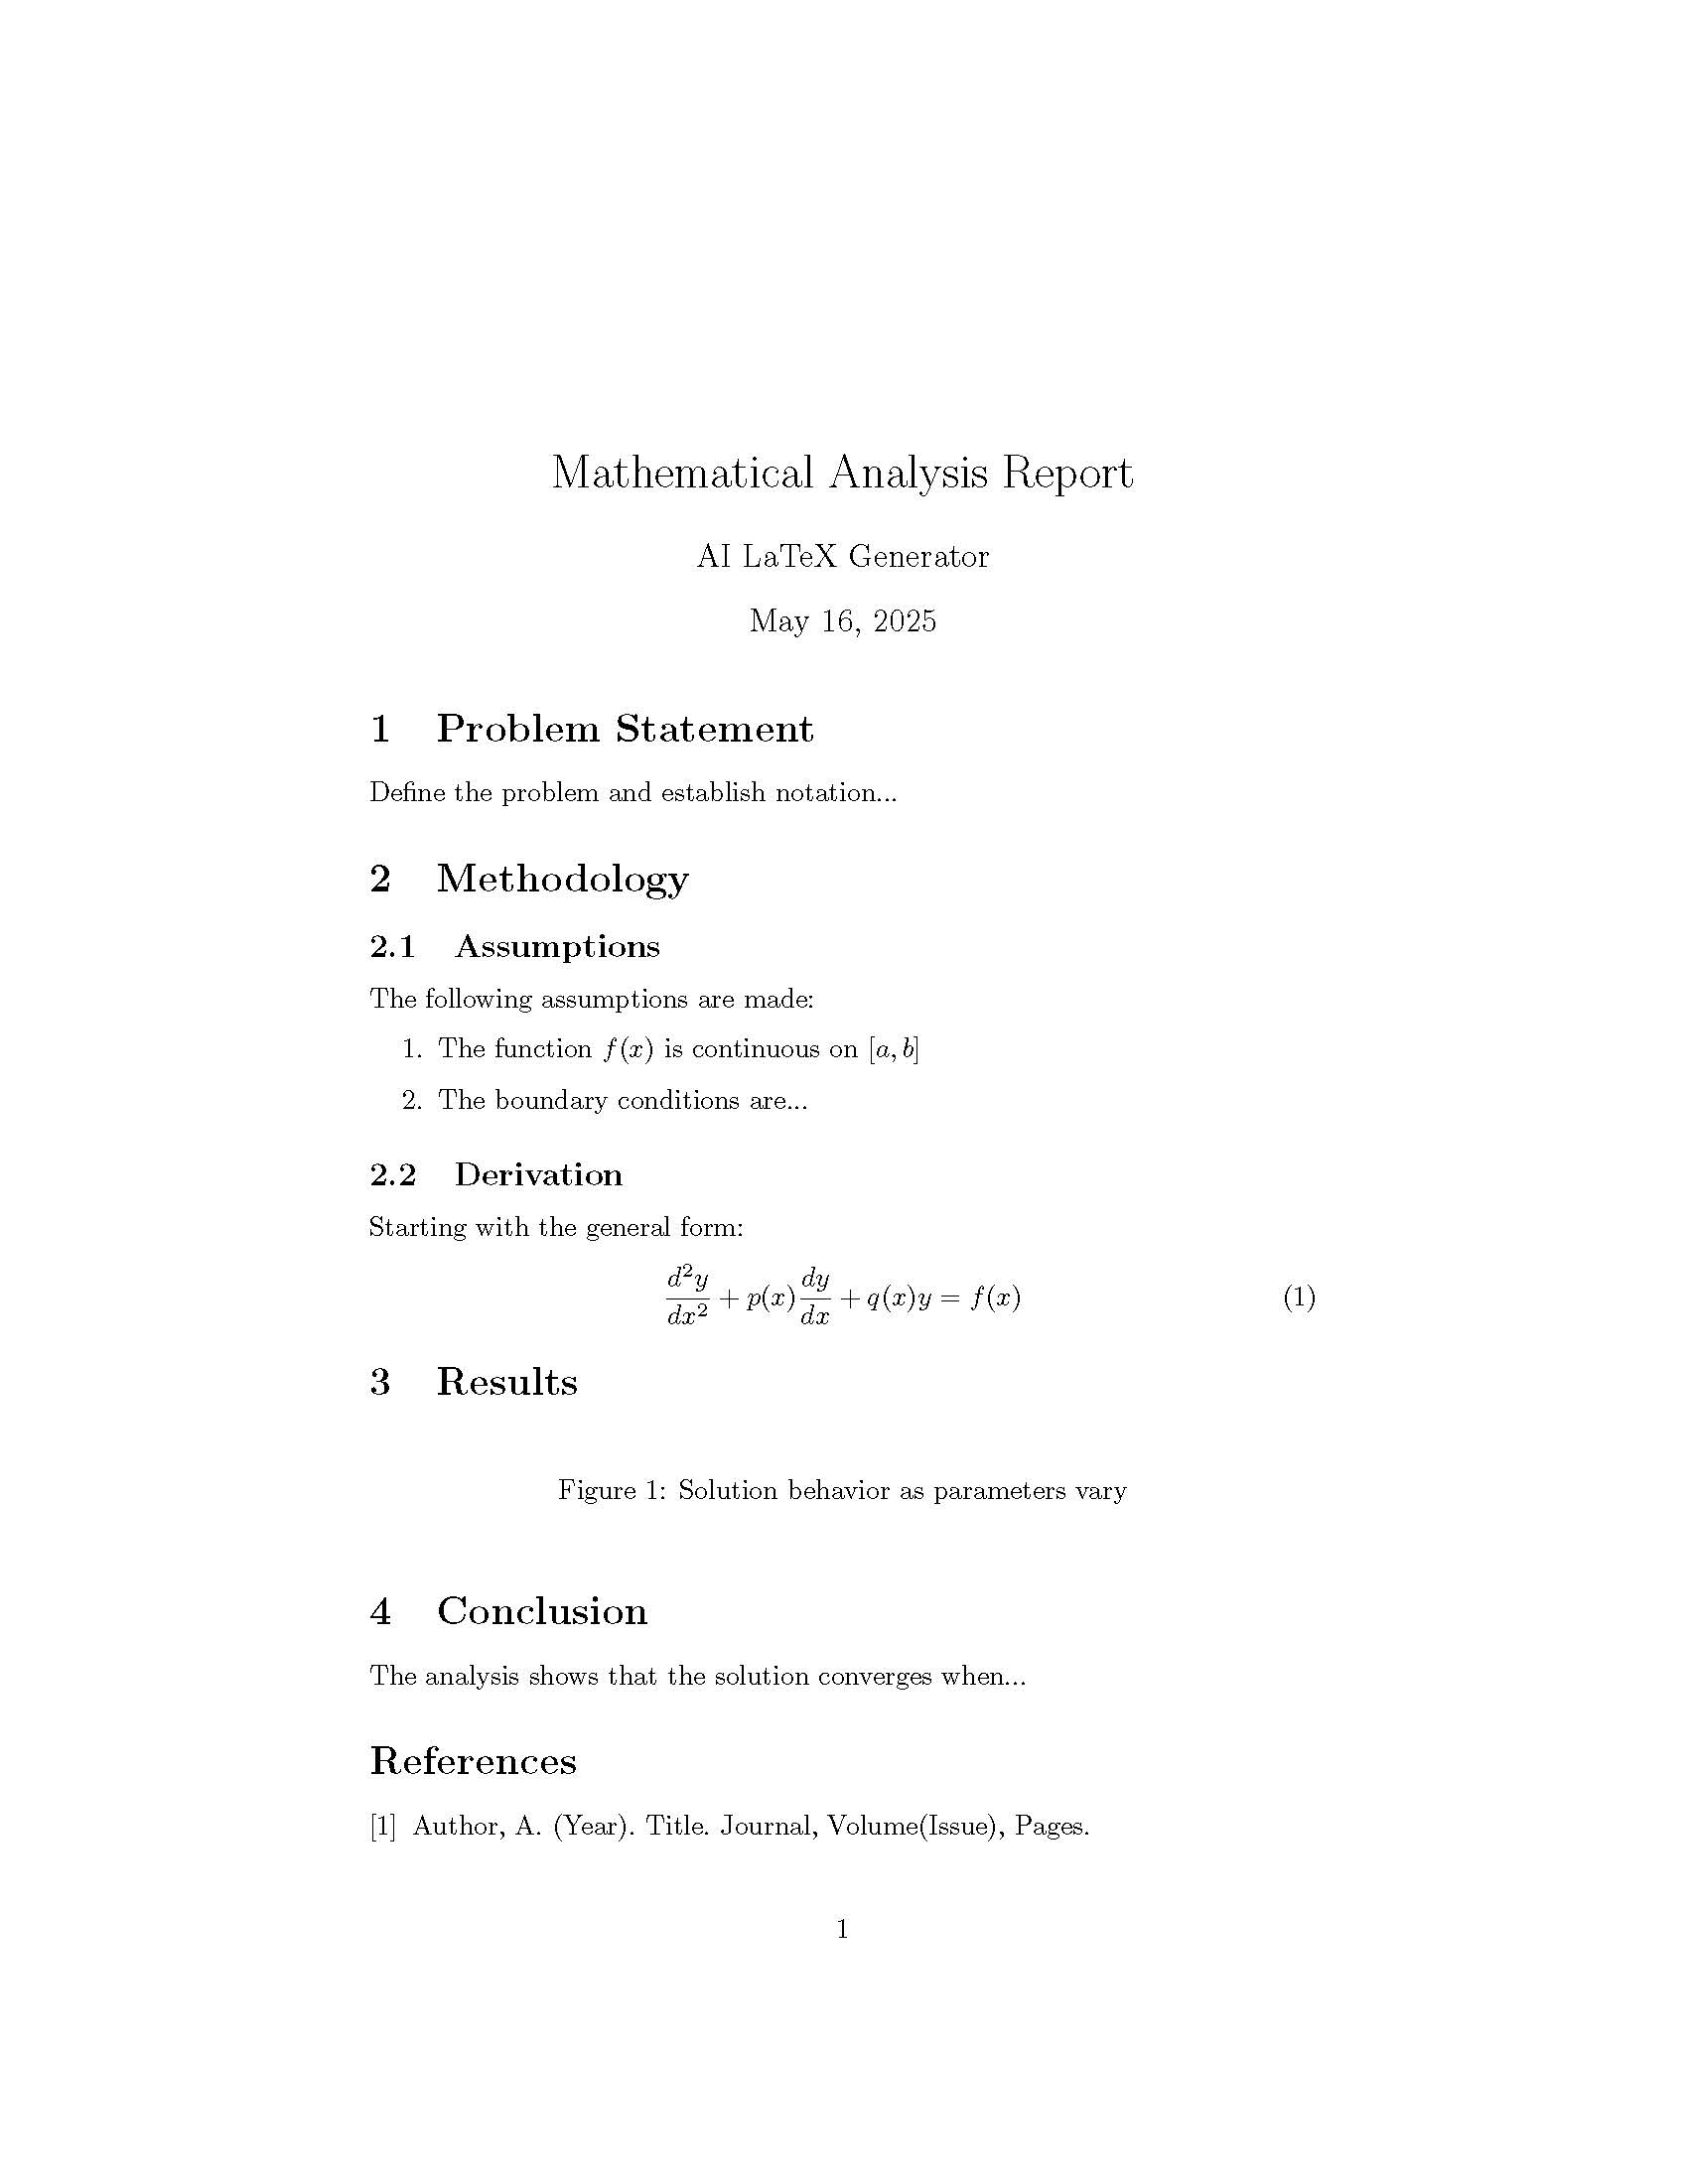 Mathematical Analysis Report
AI LaTeX Generator
May 16, 2025
1 Problem Statement
Define the problem and establish notation...
2 Methodology
2.1 Assumptions
The following assumptions are made:
1. The function f(x) is continuous on [a, b]
2. The boundary conditions are...
2.2 Derivation
Starting with the general form:
\frac{d^2y}{dx^2} + p(x)\frac{dy}{dx} + q(x)y = f(x) (1)
3 Results
Figure 1: Solution behavior as parameters vary
4 Conclusion
The analysis shows that the solution converges when...
References
[1] Author, A. (Year). Title. Journal, Volume(Issue), Pages.
1